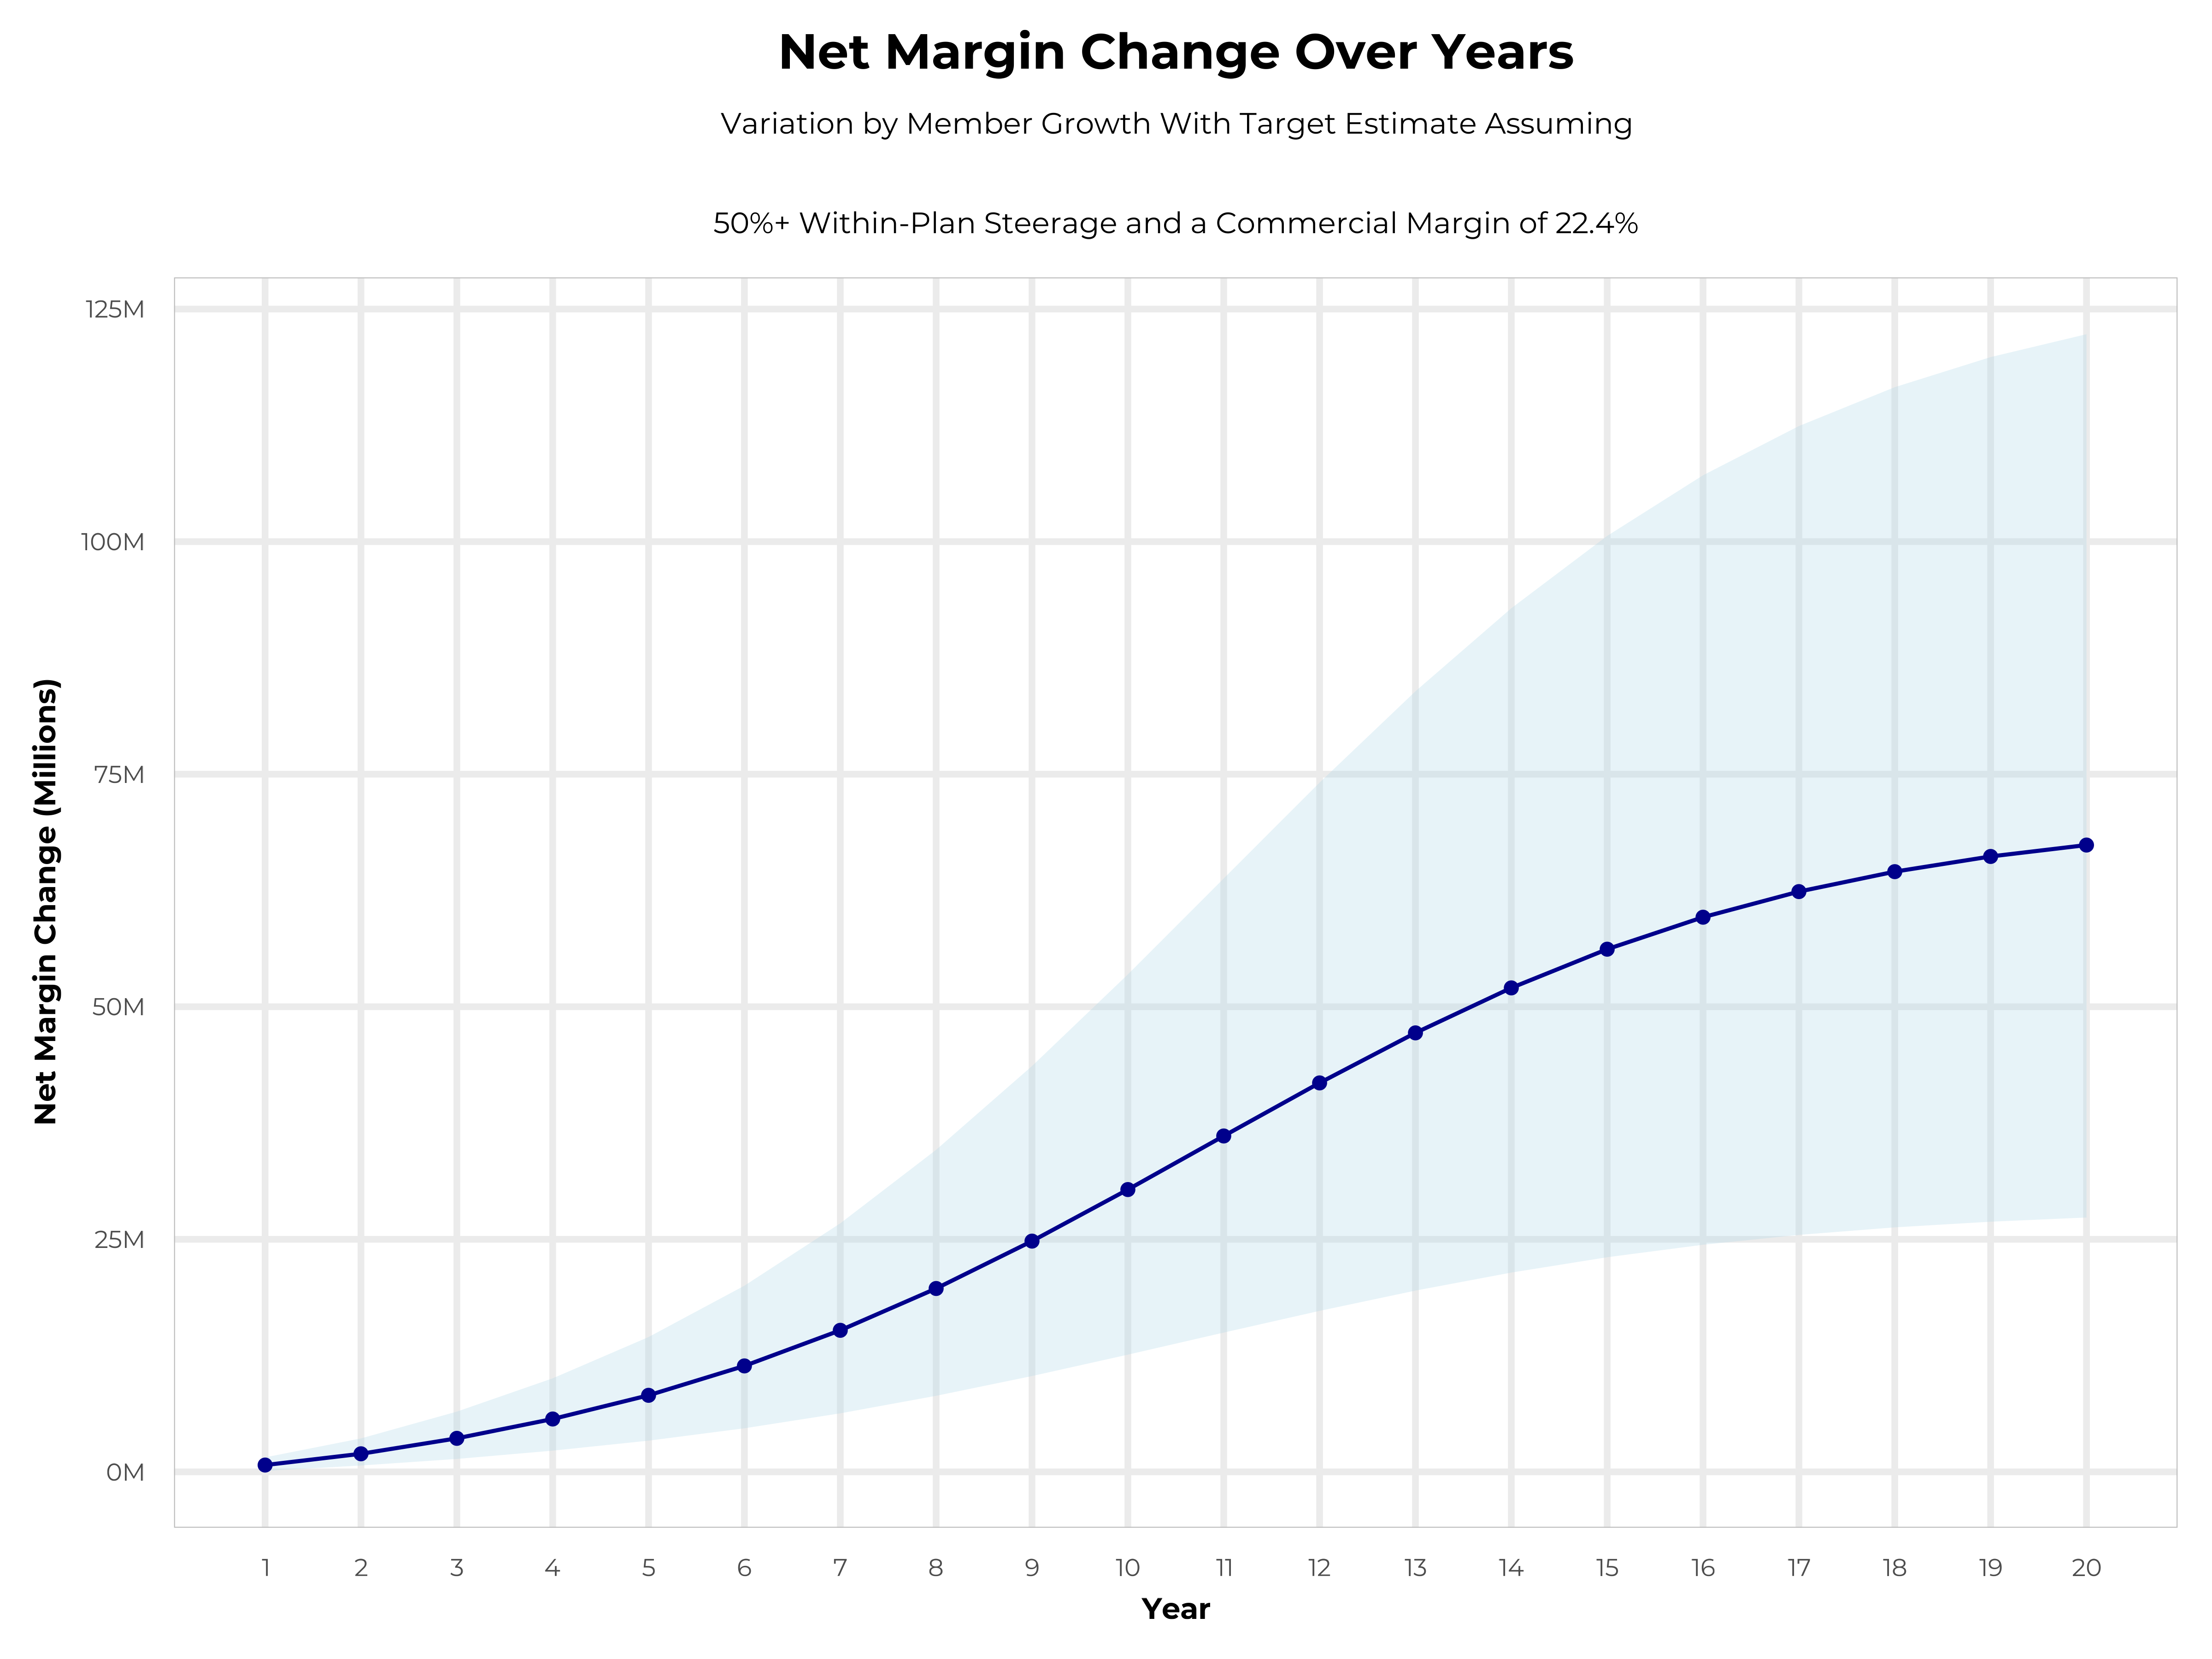 Net Margin Change Over Years
Variation by Member Growth With Target Estimate Assuming
50%+ Within-Plan Steerage and a Commercial Margin of 22.4%
Net Margin Change (Millions)
125M
100M
75M
50M
25M
0M
1 2 3 4 5 6 7 8 9 10 11 12 13 14 15 16 17 18 19 20
Year